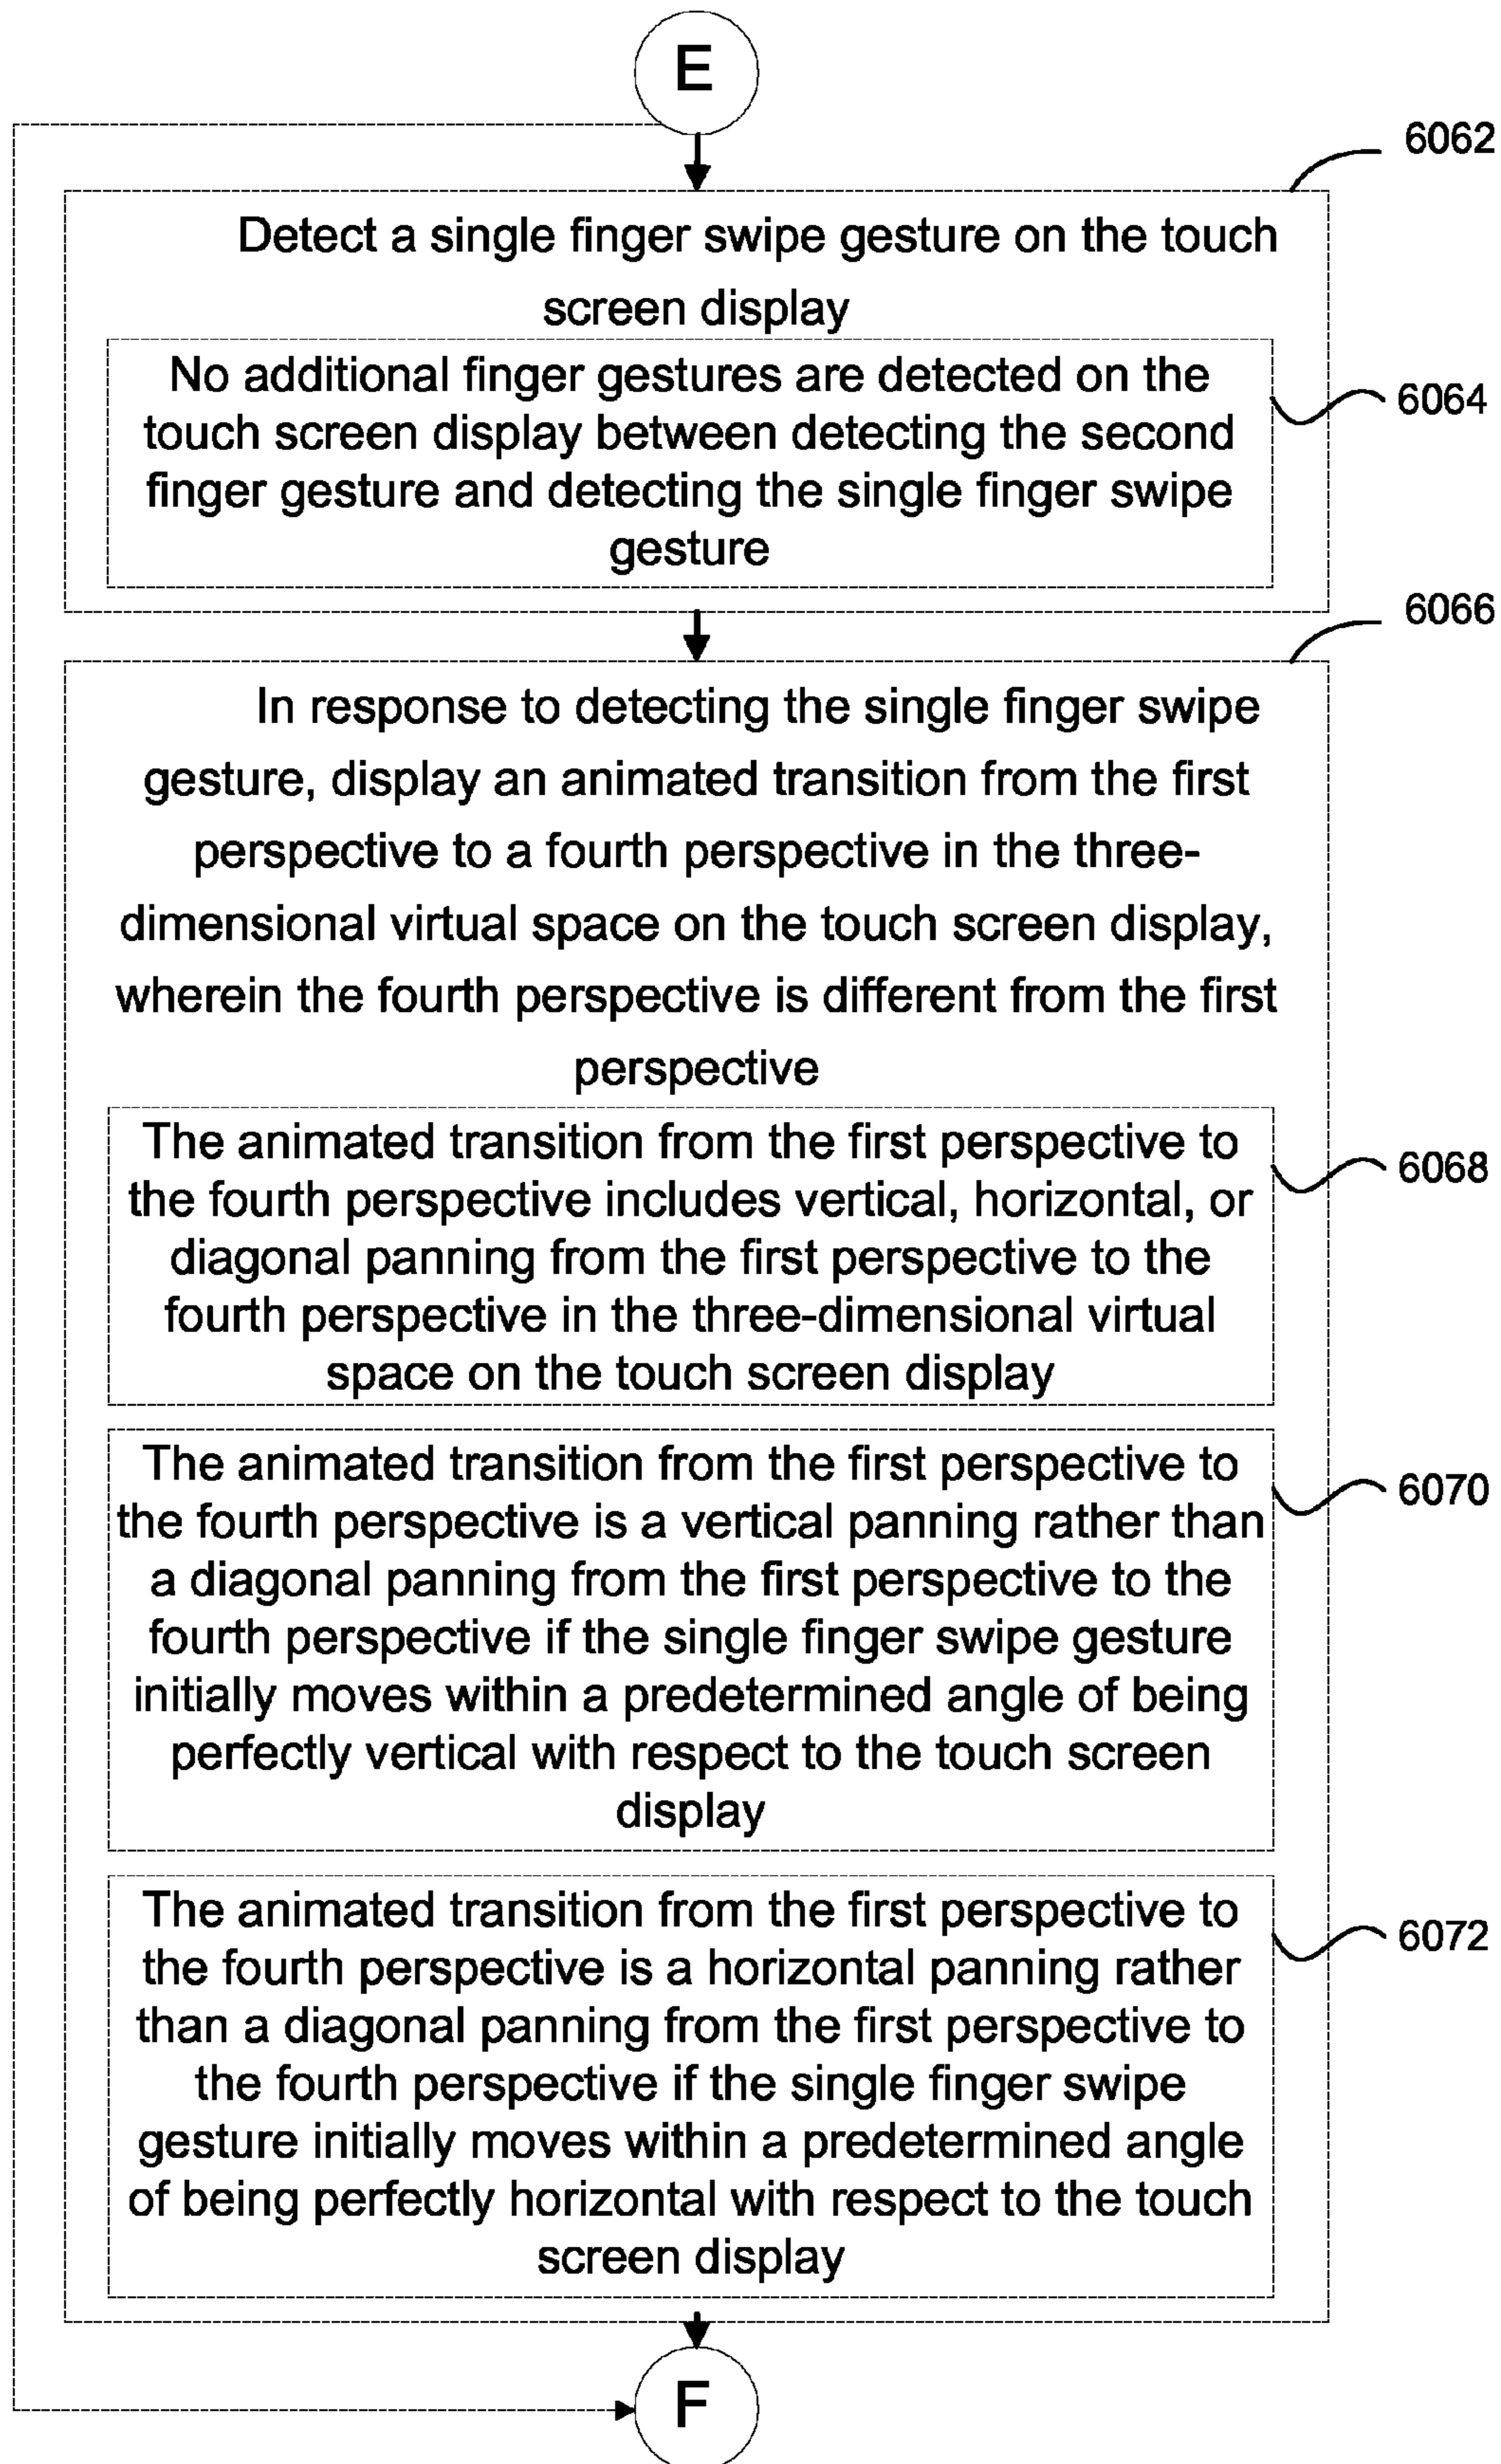 E
6062
Detect a single finger swipe gesture on the touch
screen display
No additional finger gestures are detected on the
touch screen display between detecting the second
finger gesture and detecting the single finger swipe
gesture
6064
6066
In response to detecting the single finger swipe
gesture, display an animated transition from the first
perspective to a fourth perspective in the three-
dimensional virtual space on the touch screen display,
wherein the fourth perspective is different from the first
perspective
The animated transition from the first perspective to
the fourth perspective includes vertical, horizontal, or
diagonal panning from the first perspective to the
fourth perspective in the three-dimensional virtual
space on the touch screen display
6068
The animated transition from the first perspective to
the fourth perspective is a vertical panning rather than
a diagonal panning from the first perspective to the
fourth perspective if the single finger swipe gesture
initially moves within a predetermined angle of being
perfectly vertical with respect to the touch screen
display
6070
The animated transition from the first perspective to
the fourth perspective is a horizontal panning rather
than a diagonal panning from the first perspective to
the fourth perspective if the single finger swipe
gesture initially moves within a predetermined angle
of being perfectly horizontal with respect to the touch
screen display
6072
F